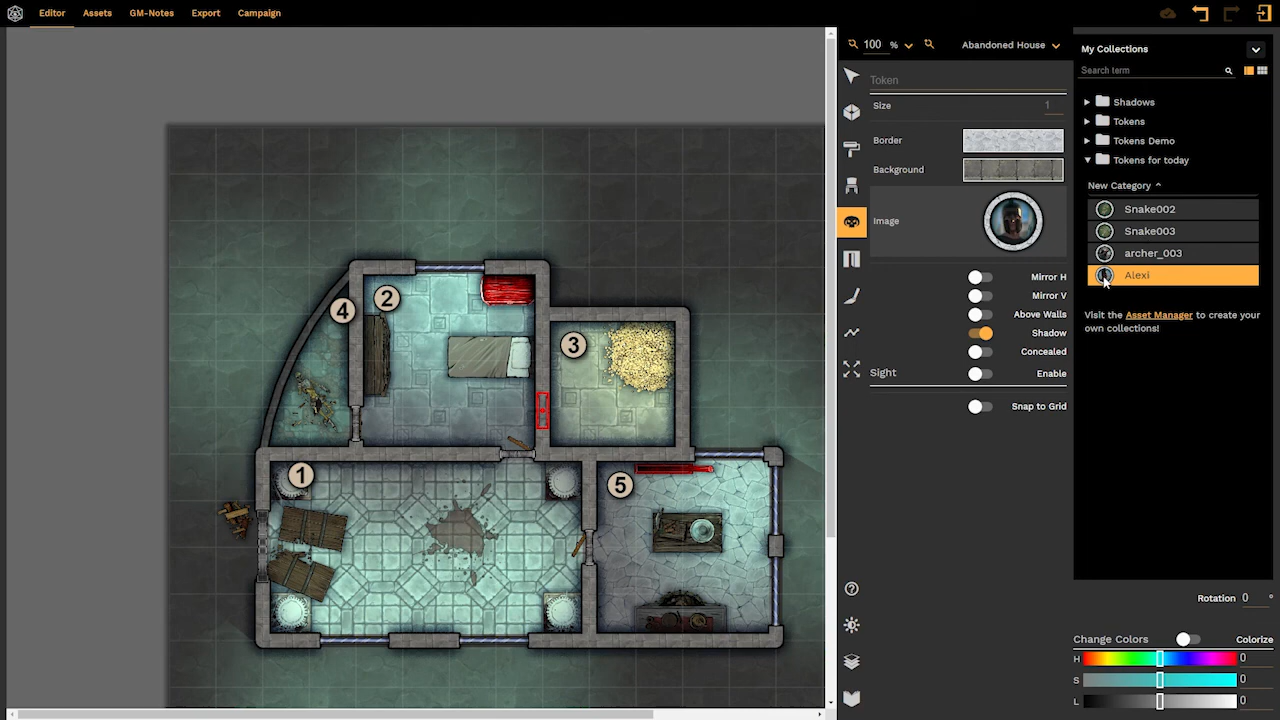 Editor Assets GM-Notes Export Campaign
100 % Abandoned House
My Collections
Token
Search term
Size 1
Shadows
Tokens
Border
Tokens Demo
Tokens for today
Background
New Category
Snake002
Image
Snake003
archer_003
Alexi
Mirror H
Mirror V
Above Walls
Visit the Asset Manager to create your
own collections!
Shadow
Concealed
Sight Enable
Snap to Grid
4
2
3
1
5
Rotation 0 °
Change Colors Colorize
H 0
S 0
L 0